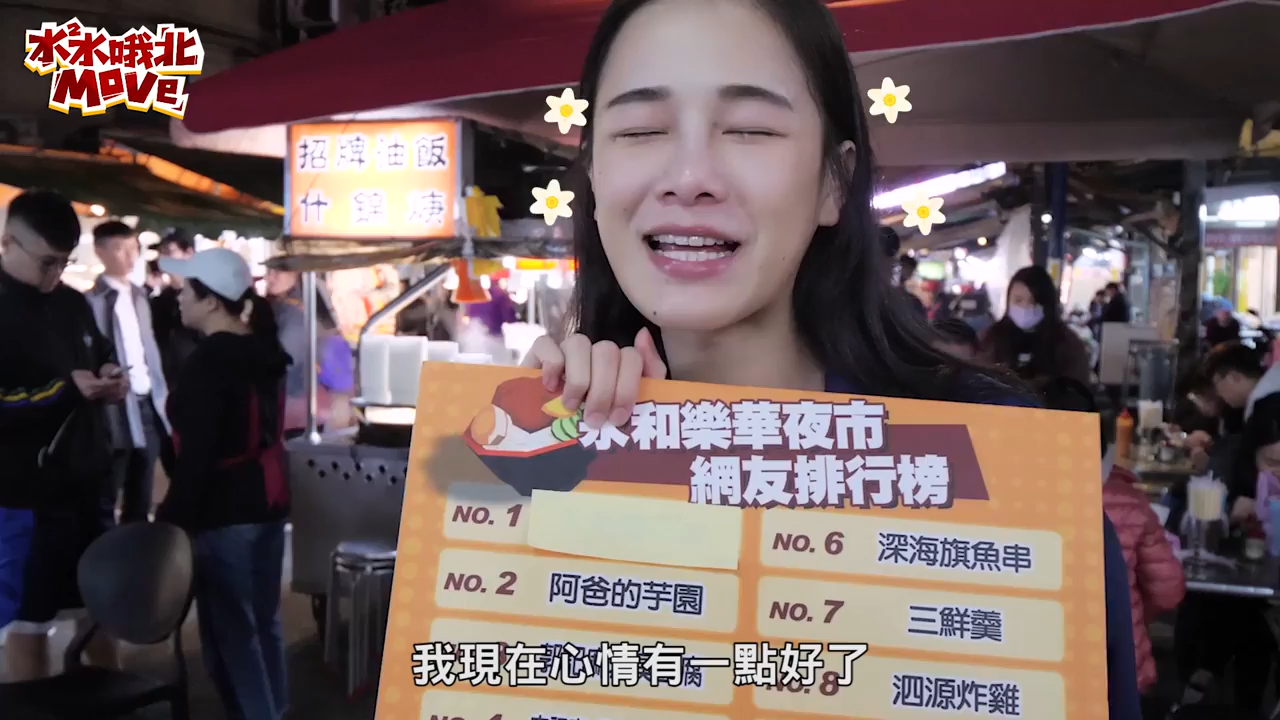 水水哦北
MOVE
招牌油飯
什錦焿
永和樂華夜市
網友排行榜
NO. 1
NO. 2 阿爸的芋園
NO. 6 深海旗魚串
NO. 7 三鮮羹
NO. 8 泗源炸雞
我現在心情有一點好了